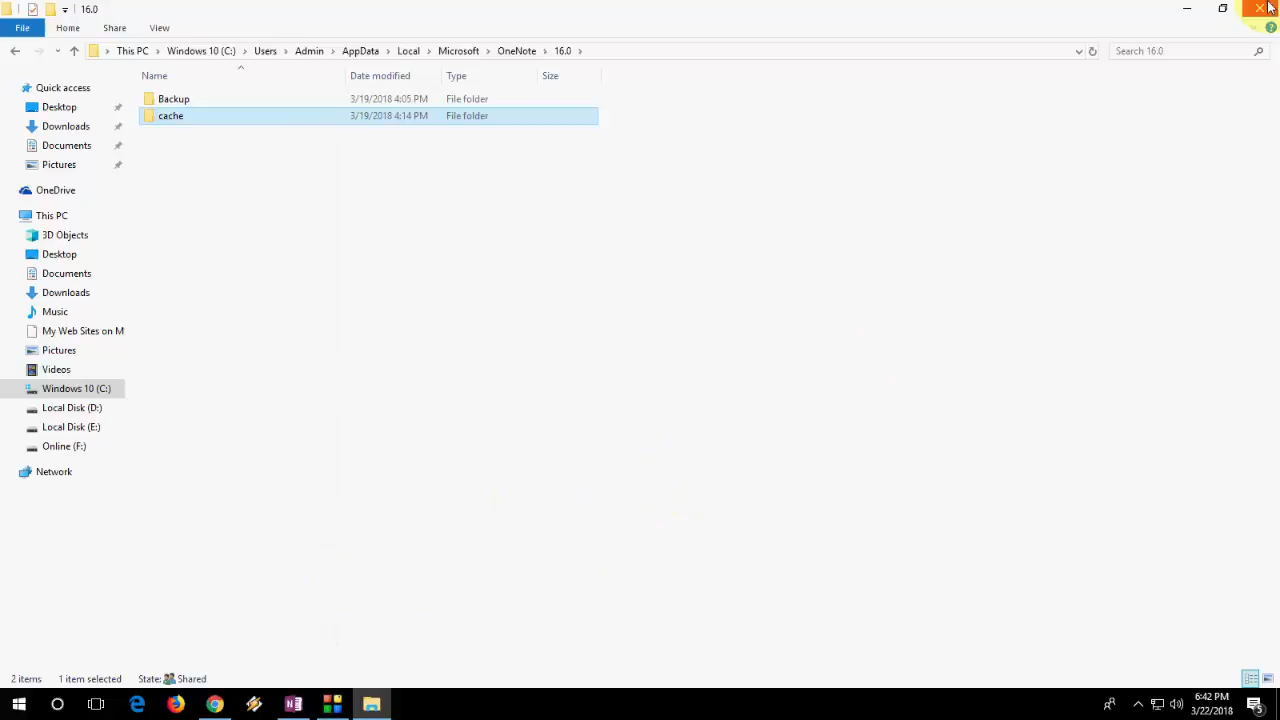 16.0
File Home Share View
This PC Windows 10 (C:) Users Admin AppData Local Microsoft OneNote 16.0 Search 16.0
Name Date modified Type Size
Quick access
Backup 3/19/2018 4:05 PM File folder
Desktop
cache 3/19/2018 4:14 PM File folder
Downloads
Documents
Pictures
OneDrive
This PC
3D Objects
Desktop
Documents
Downloads
Music
My Web Sites on M
Pictures
Videos
Windows 10 (C:)
Local Disk (D:)
Local Disk (E:)
Online (F:)
Network
2 items 1 item selected State: Shared
6:42 PM
3/22/2018